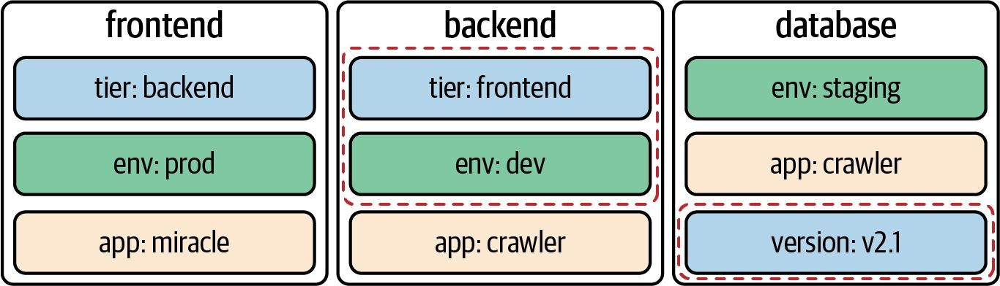 frontend
tier: backend
env: prod
app: miracle
backend
tier: frontend
env: dev
app: crawler
database
env: staging
app: crawler
version: v2.1